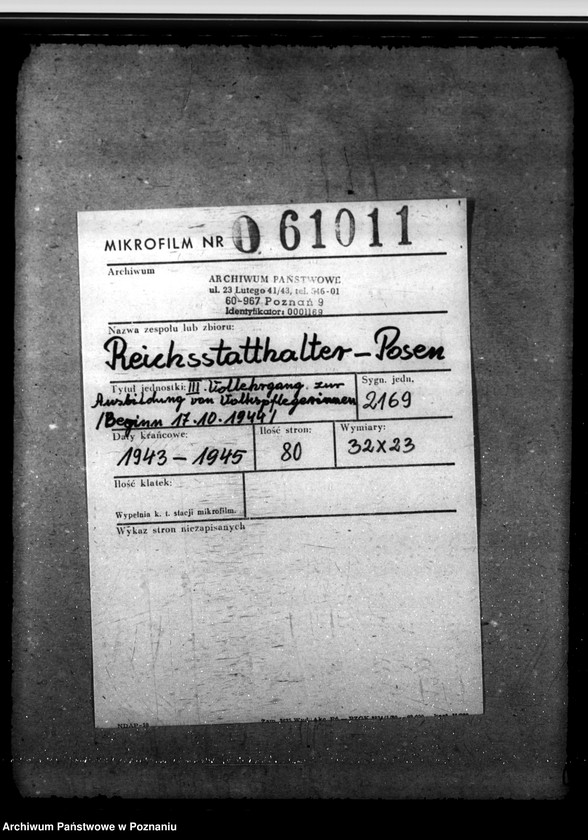 MIKROFILM NR 0 61011
Archiwum
ARCHIWUM PAŃSTWOWE
ul. 23 Lutego 41/43, tel. 546-01
60-967 Poznań 9
Identyfikator: 0001169
Nazwa zespołu lub zbioru:
Reichsstatthalter – Posen
Tytuł jednostki: III. Vollehrgang zur
Ausbildung von Volkspflegerinnen
/Beginn 17.10.1944/
Sygn. jedn.
2169
Daty krańcowe:
1943 – 1945
Ilość stron:
80
Wymiary:
32x23
Ilość klatek:
Wypełnia k. t. stacji mikrofilm.
Wykaz stron niezapisanych
Archiwum Państwowe w Poznaniu